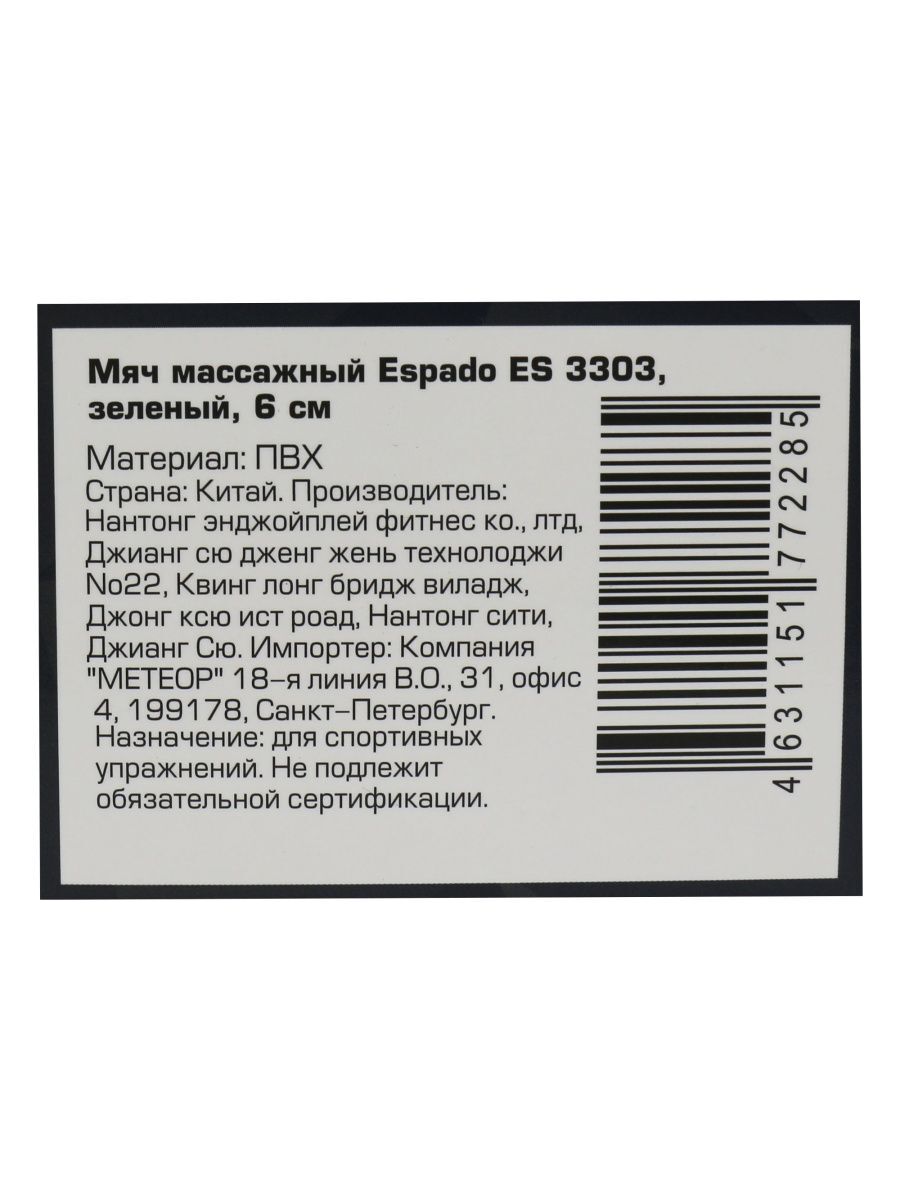 Мяч массажный Espado ES 3303,
зеленый, 6 см
Материал: ПВХ
Страна: Китай. Производитель:
Нантонг энджойплей фитнес ко., лтд,
Джианг сю дженг жень технолоджи
No22, Квинг лонг бридж виладж,
Джонг ксю ист роад, Нантонг сити,
Джианг Сю. Импортер: Компания
"МЕТЕОР" 18-я линия В.О., 31, офис
4, 199178, Санкт-Петербург.
Назначение: для спортивных
упражнений. Не подлежит
обязательной сертификации.
4 631151 772285